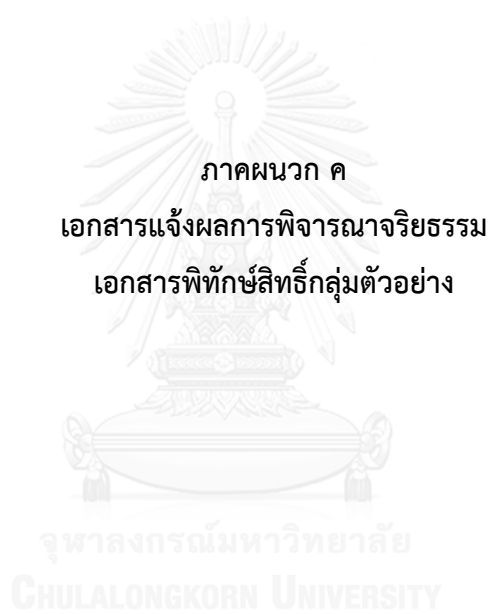 ภาคผนวก ค
เอกสารแจ้งผลการพิจารณาจริยธรรม
เอกสารพิทักษ์สิทธิ์กลุ่มตัวอย่าง
จุฬาลงกรณ์มหาวิทยาลัย
CHULALONGKORN UNIVERSITY